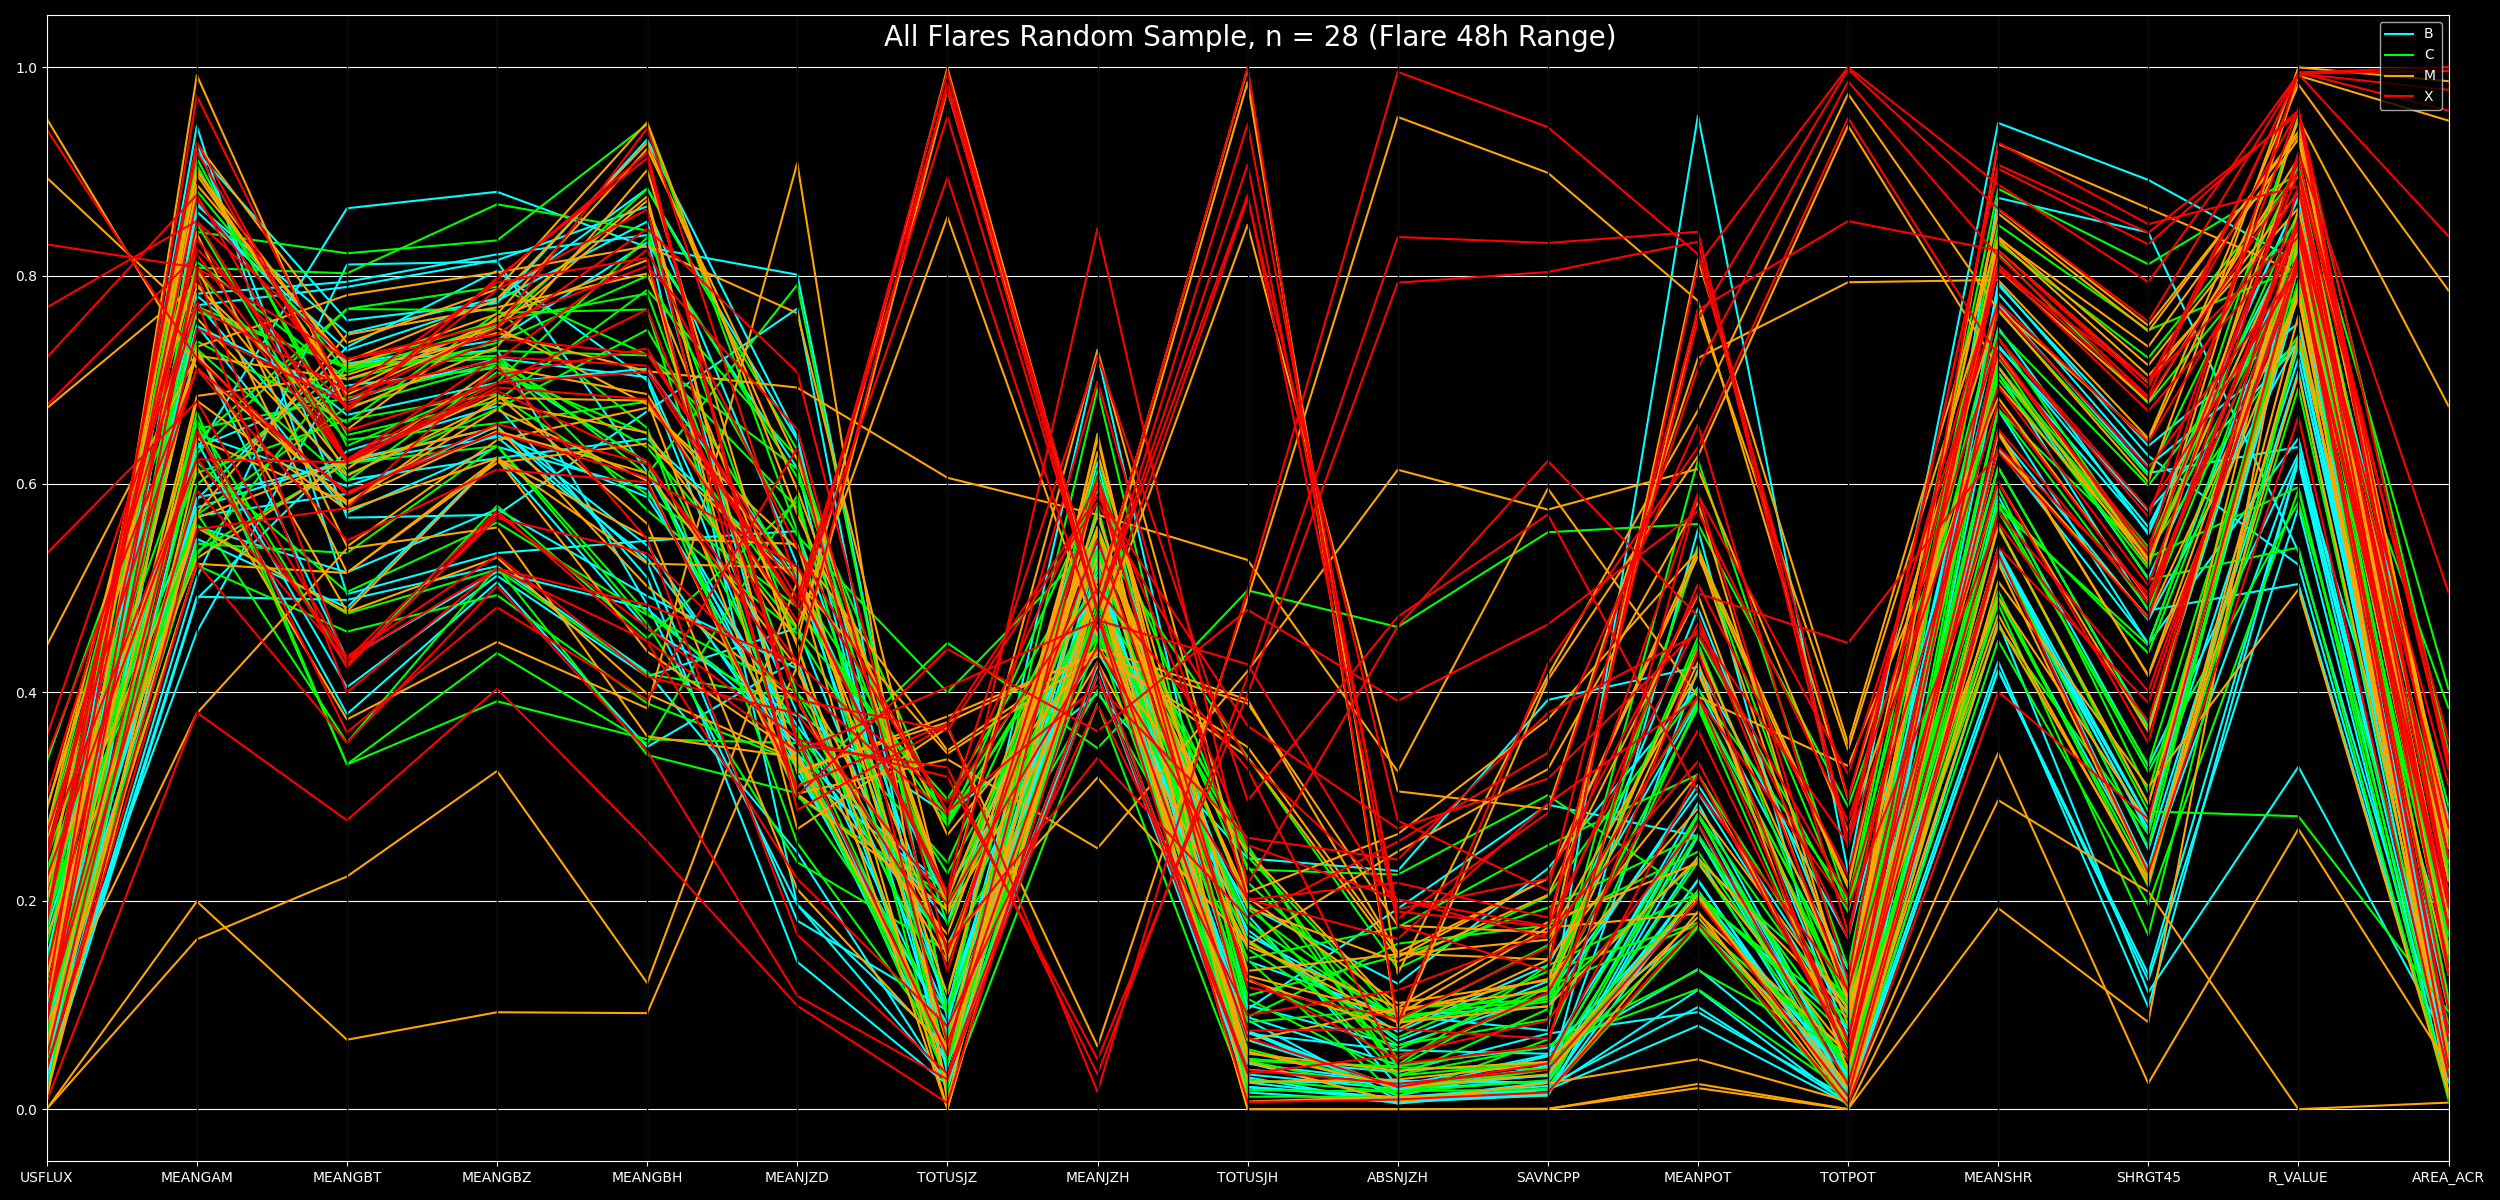 All Flares Random Sample, n = 28 (Flare 48h Range)
B
C
M
X
1.0
0.8
0.6
0.4
0.2
0.0
USFLUX MEANGAM MEANGBT MEANGBZ MEANGBH MEANJZD TOTUSJZ MEANJZH TOTUSJH ABSNJZH SAVNCPP MEANPOT TOTPOT MEANSHR SHRGT45 R_VALUE AREA_ACR